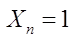 Xₙ = 1